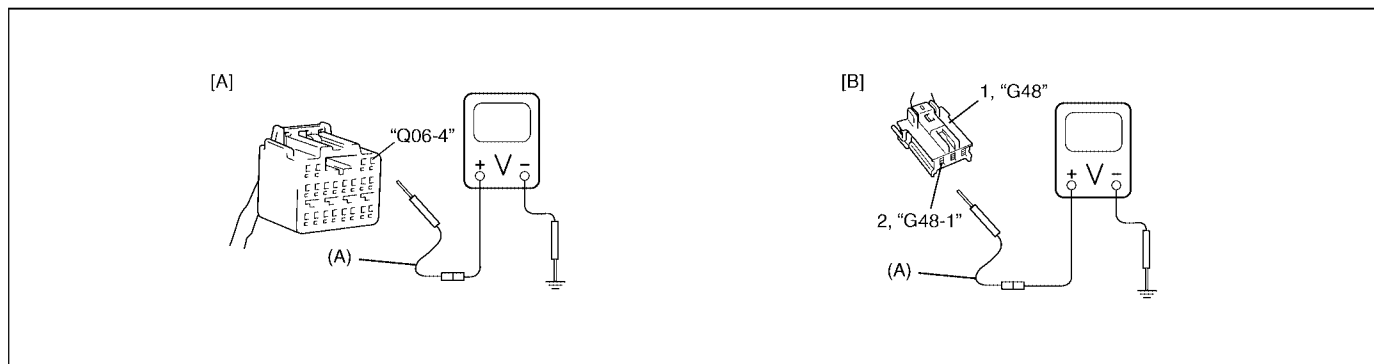 [A]
"Q06-4"
+ V −
(A)
[B]
1, "G48"
+ V −
2, "G48-1"
(A)